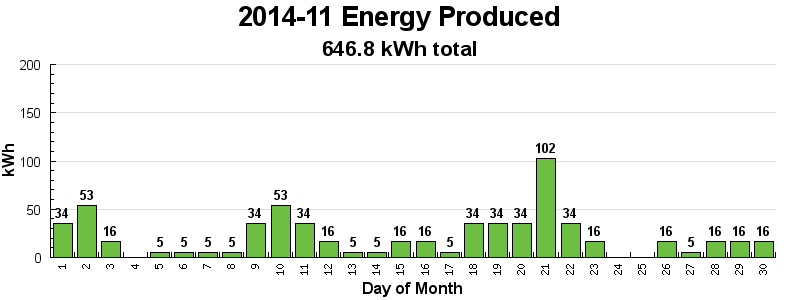 2014-11 Energy Produced
646.8 kWh total
200
150
100
50
0
kWh
34 53 16 5 5 5 5 34 53 34 16 5 5 16 16 5 34 34 34 102 34 16 16 5 16 16 16
1 2 3 4 5 6 7 8 9 10 11 12 13 14 15 16 17 18 19 20 21 22 23 24 25 26 27 28 29 30
Day of Month